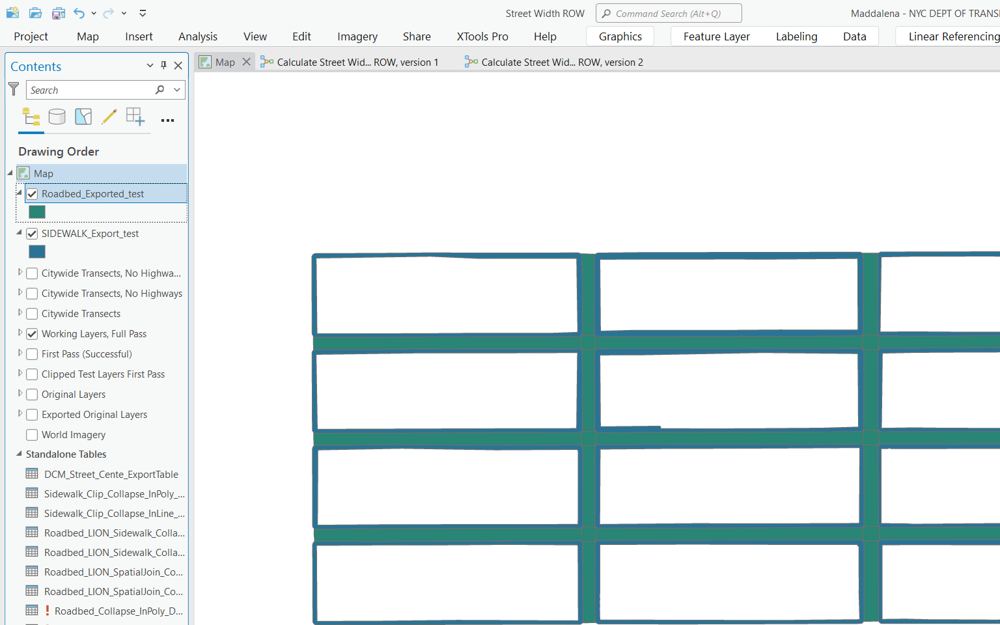 Street Width ROW
Command Search (Alt+Q)
Maddalena - NYC DEPT OF TRANSI
Project Map Insert Analysis View Edit Imagery Share XTools Pro Help Graphics Feature Layer Labeling Data Linear Referencing
Contents
Map
Calculate Street Wid... ROW, version 1
Calculate Street Wid... ROW, version 2
Search
Drawing Order
Map
Roadbed_Exported_test
SIDEWALK_Export_test
Citywide Transects, No Highwa...
Citywide Transects, No Highways
Citywide Transects
Working Layers, Full Pass
First Pass (Successful)
Clipped Test Layers First Pass
Original Layers
Exported Original Layers
World Imagery
Standalone Tables
DCM_Street_Cente_ExportTable
Sidewalk_Clip_Collapse_InPoly_...
Sidewalk_Clip_Collapse_InLine_...
Roadbed_LION_Sidewalk_Colla...
Roadbed_LION_Sidewalk_Colla...
Roadbed_LION_SpatialJoin_Co...
Roadbed_LION_SpatialJoin_Co...
Roadbed_Collapse_InPoly_D...